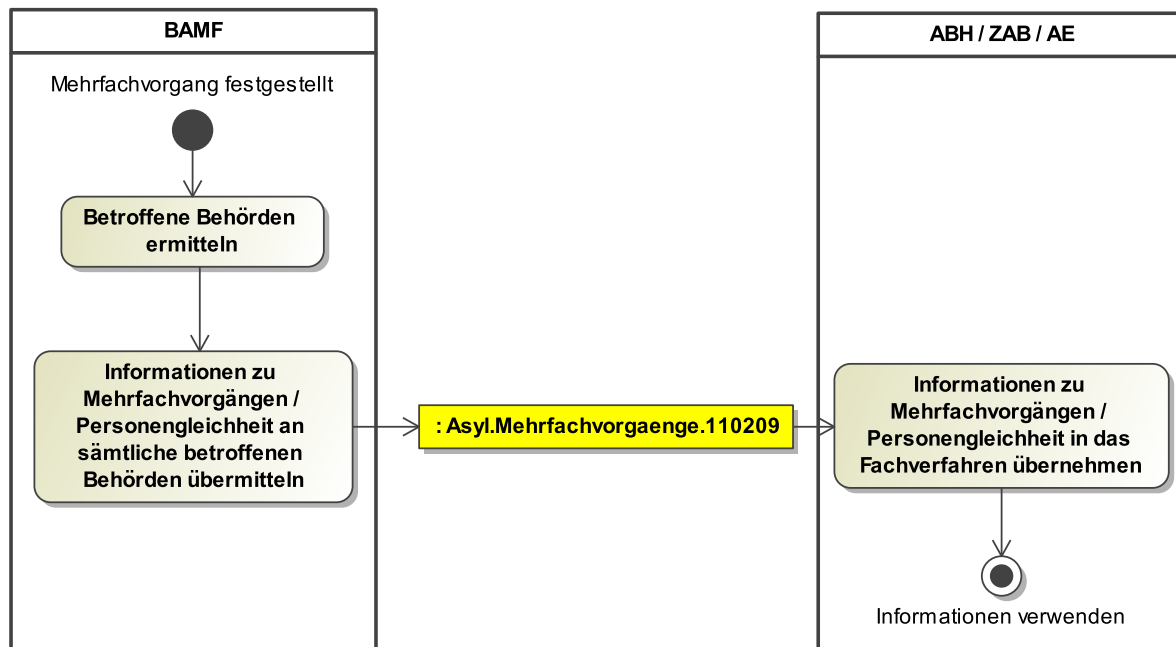 BAMF
Mehrfachvorgang festgestellt
Betroffene Behörden
ermitteln
Informationen zu
Mehrfachvorgängen /
Personengleichheit an
sämtliche betroffenen
Behörden übermitteln
: Asyl.Mehrfachvorgaenge.110209
ABH / ZAB / AE
Informationen zu
Mehrfachvorgängen /
Personengleichheit in das
Fachverfahren übernehmen
Informationen verwenden